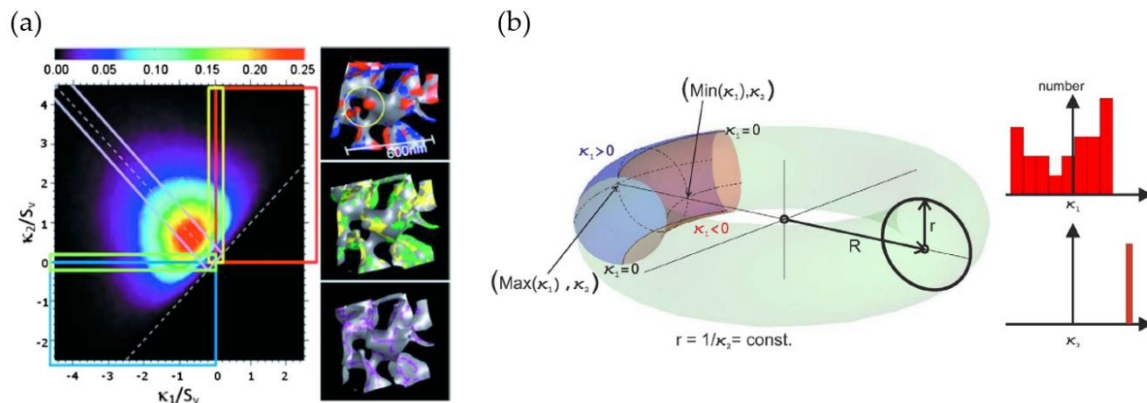 (a)
(b)
0.00 0.05 0.10 0.15 0.20 0.25
4
3
2
1
0
-1
-2
κ₂/Sᵥ
-4 -3 -2 -1 0 1 2
κ₁/Sᵥ
600nm
(Min(κ₁),κ₂)
κ₁=0
κ₁>0
κ₁<0
κ₁=0
(Max(κ₁) , κ₂)
R
r
r = 1/κ₂= const.
number
κ₁
κ₂